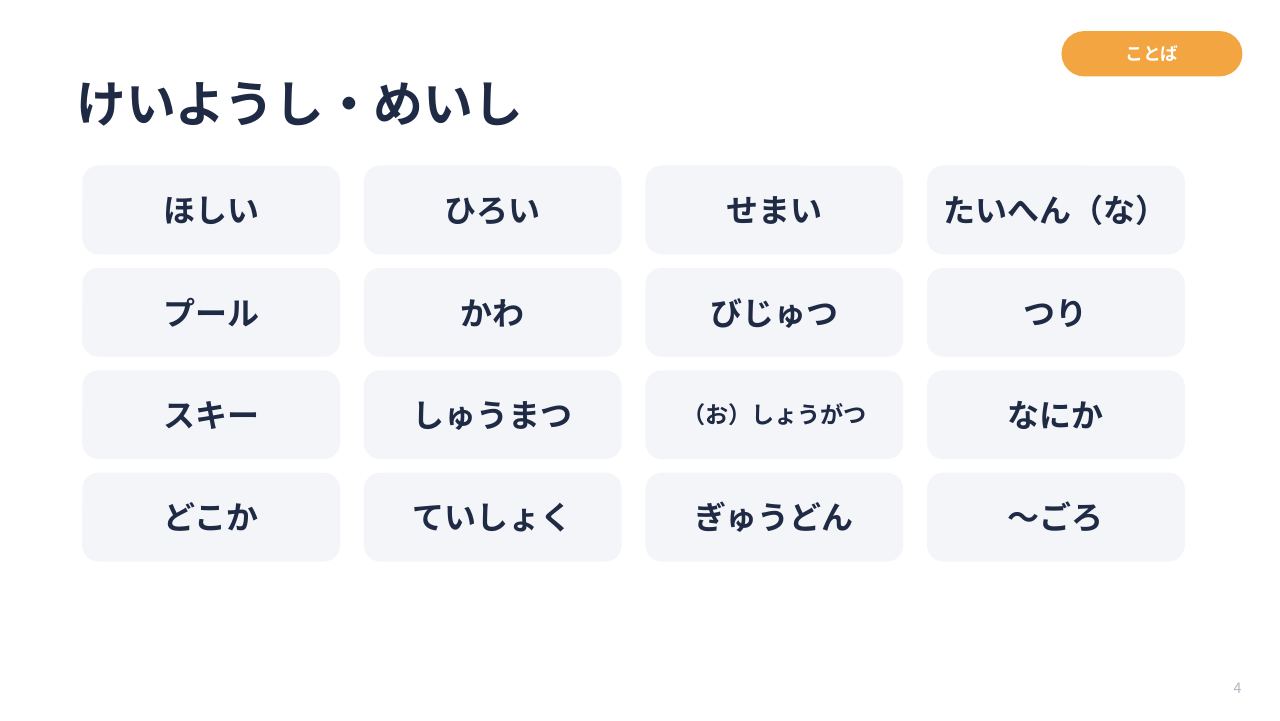 ことば
けいようし・めいし
ほしい
ひろい
せまい
たいへん（な）
プール
かわ
びじゅつ
つり
スキー
しゅうまつ
（お）しょうがつ
なにか
どこか
ていしょく
ぎゅうどん
～ごろ
4